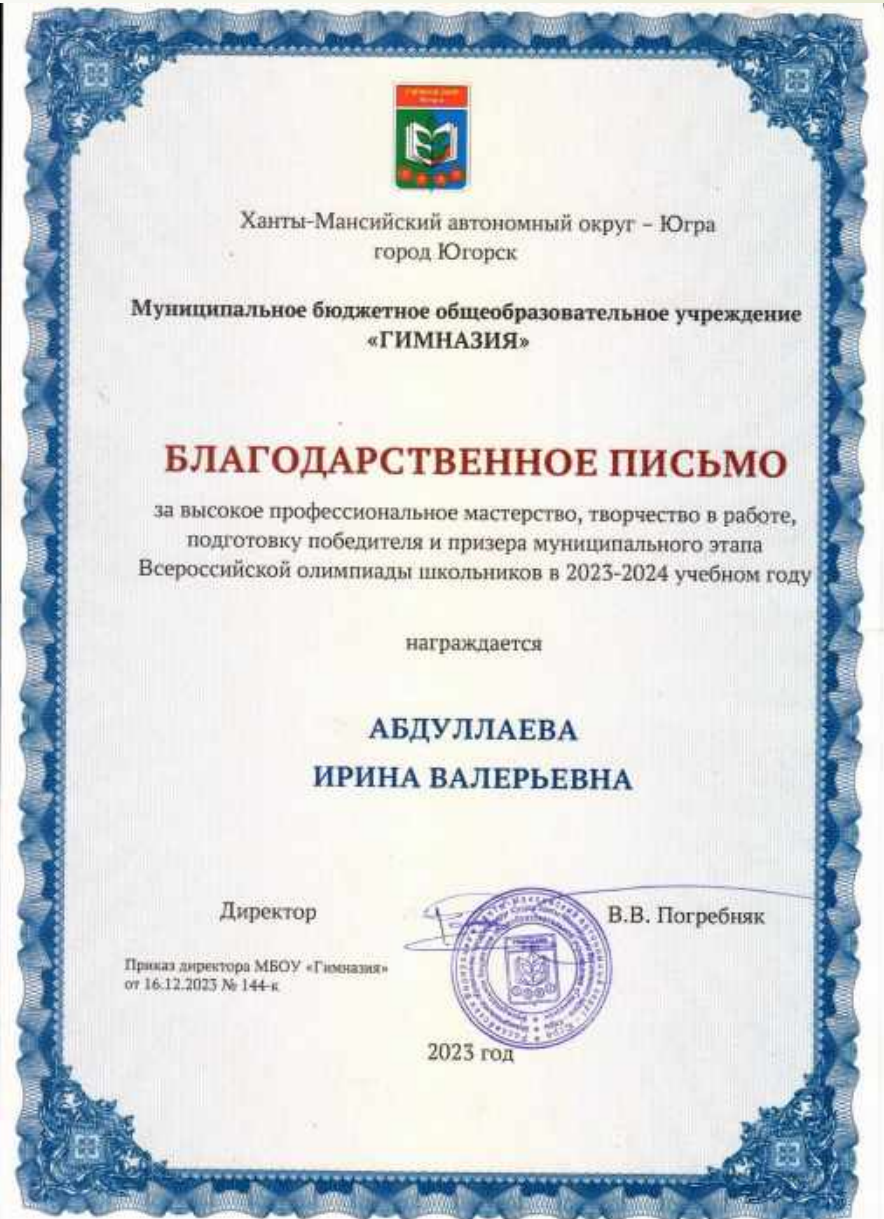 Ханты-Мансийский автономный округ – Югра
город Югорск
Муниципальное бюджетное общеобразовательное учреждение
«ГИМНАЗИЯ»
БЛАГОДАРСТВЕННОЕ ПИСЬМО
за высокое профессиональное мастерство, творчество в работе,
подготовку победителя и призера муниципального этапа
Всероссийской олимпиады школьников в 2023-2024 учебном году
награждается
АБДУЛЛАЕВА
ИРИНА ВАЛЕРЬЕВНА
Директор
В.В. Погребняк
Приказ директора МБОУ «Гимназия»
от 16.12.2023 № 144-к
2023 год